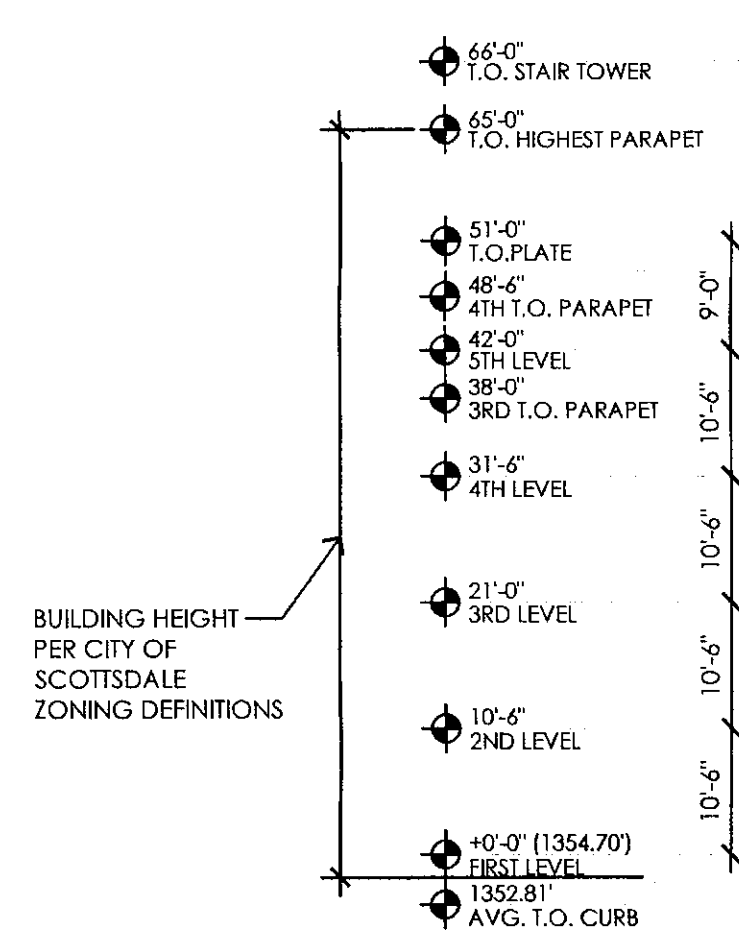 66'-0"
T.O. STAIR TOWER
65'-0"
T.O. HIGHEST PARAPET
51'-0"
T.O.PLATE
48'-6"
4TH T.O. PARAPET
42'-0"
5TH LEVEL
38'-0"
3RD T.O. PARAPET
31'-6"
4TH LEVEL
21'-0"
3RD LEVEL
10'-6"
2ND LEVEL
+0'-0" (1354.70')
FIRST LEVEL
1352.81'
AVG. T.O. CURB
9'-0"
10'-6"
10'-6"
10'-6"
10'-6"
BUILDING HEIGHT
PER CITY OF
SCOTTSDALE
ZONING DEFINITIONS